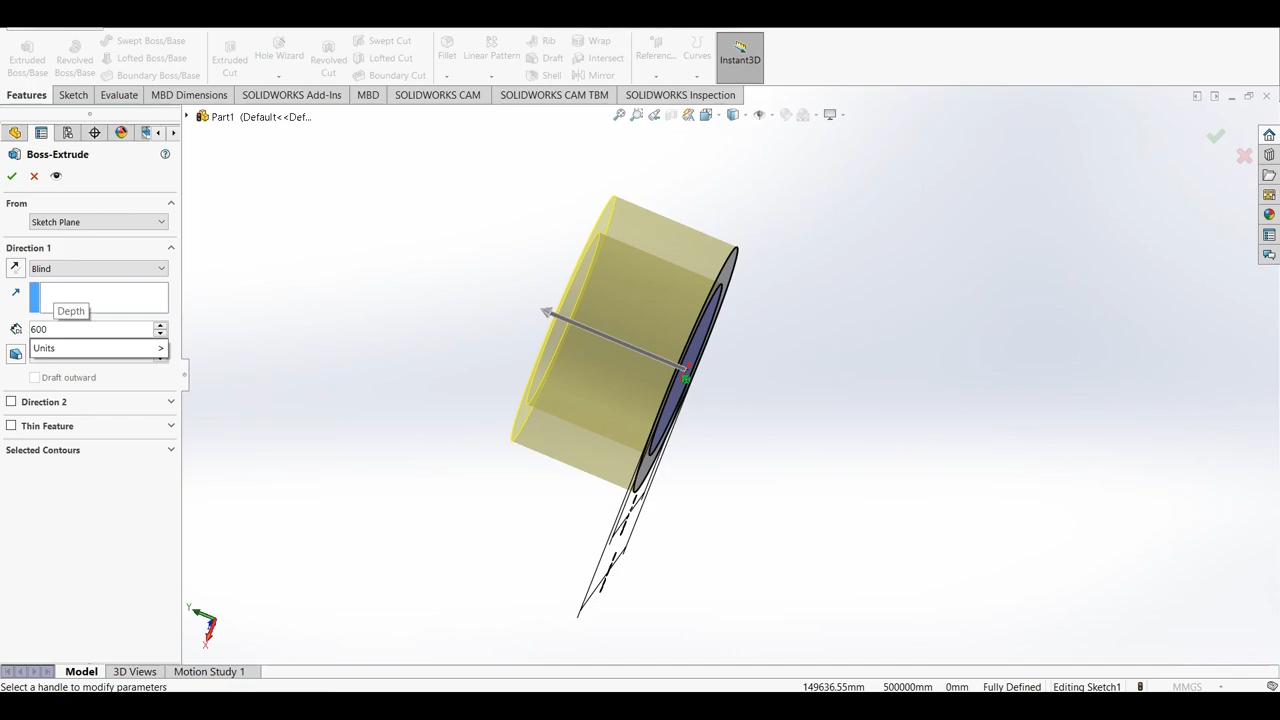 Extruded Boss/Base
Revolved Boss/Base
Swept Boss/Base
Lofted Boss/Base
Boundary Boss/Base
Extruded Cut
Hole Wizard
Revolved Cut
Swept Cut
Lofted Cut
Boundary Cut
Fillet
Linear Pattern
Rib
Draft
Shell
Wrap
Intersect
Mirror
Referenc...
Curves
Instant3D
Features
Sketch
Evaluate
MBD Dimensions
SOLIDWORKS Add-Ins
MBD
SOLIDWORKS CAM
SOLIDWORKS CAM TBM
SOLIDWORKS Inspection
Part1 (Default<<Def...
Boss-Extrude
From
Sketch Plane
Direction 1
Blind
Depth
600
Units >
Draft outward
Direction 2
Thin Feature
Selected Contours
Y
X
Model
3D Views
Motion Study 1
Select a handle to modify parameters
149636.55mm
500000mm
0mm
Fully Defined
Editing Sketch1
MMGS